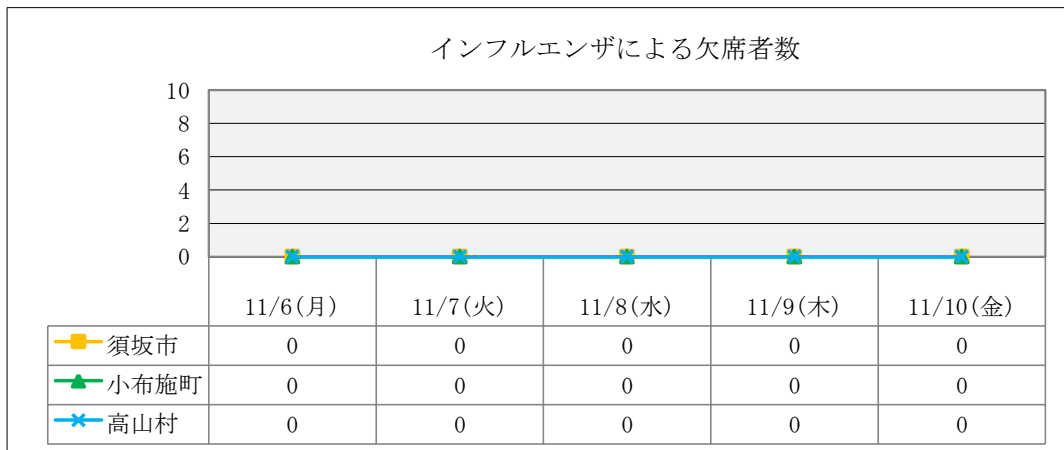 インフルエンザによる欠席者数
10
8
6
4
2
0
11/6(月) 11/7(火) 11/8(水) 11/9(木) 11/10(金)
須坂市 0 0 0 0 0
小布施町 0 0 0 0 0
高山村 0 0 0 0 0